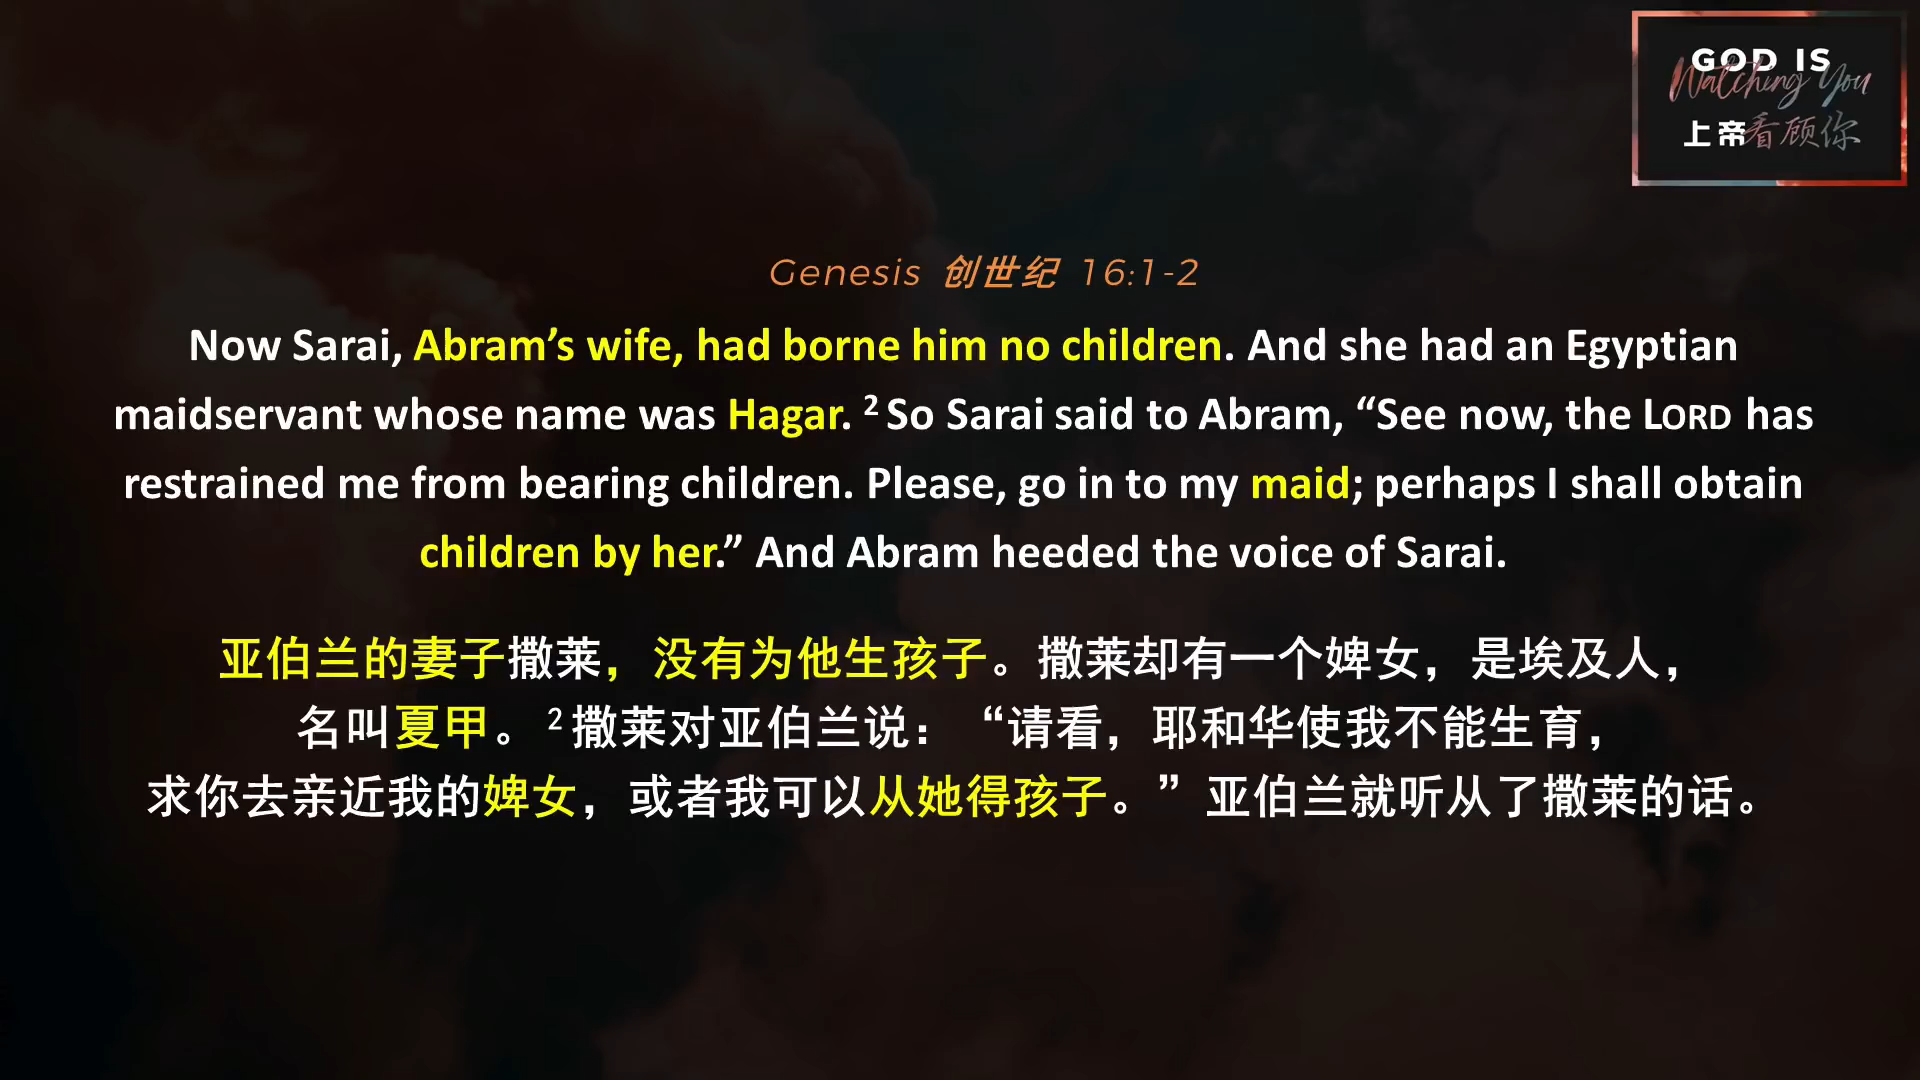 GOD IS
Watching You
上帝看顾你
Genesis 创世纪 16:1-2
Now Sarai, Abram’s wife, had borne him no children. And she had an Egyptian
maidservant whose name was Hagar. ² So Sarai said to Abram, “See now, the LORD has
restrained me from bearing children. Please, go in to my maid; perhaps I shall obtain
children by her.” And Abram heeded the voice of Sarai.
亚伯兰的妻子撒莱，没有为他生孩子。撒莱却有一个婢女，是埃及人，
名叫夏甲。² 撒莱对亚伯兰说：“请看，耶和华使我不能生育，
求你去亲近我的婢女，或者我可以从她得孩子。”亚伯兰就听从了撒莱的话。